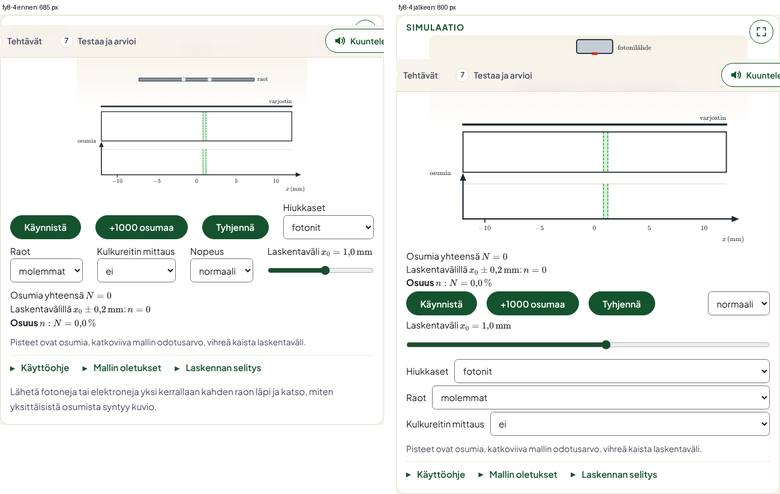 fy8-4 ennen: 685 px
Tehtävät 7 Testaa ja arvioi Kuuntele
raot
varjostin
osumia
−10 −5 0 5 10
x (mm)
Hiukkaset
Käynnistä +1000 osumaa Tyhjennä fotonit
Raot Kulkureitin mittaus Nopeus Laskentaväli x₀ = 1,0 mm
molemmat ei normaali
Osumia yhteensä N = 0
Laskentavälillä x₀ ± 0,2 mm: n = 0
Osuus n : N = 0,0 %
Pisteet ovat osumia, katkoviiva mallin odotusarvo, vihreä kaista laskentaväli.
▸ Käyttöohje ▸ Mallin oletukset ▸ Laskennan selitys
Lähetä fotoneja tai elektroneja yksi kerrallaan kahden raon läpi ja katso, miten
yksittäisistä osumista syntyy kuvio.
fy8-4 jälkeen: 800 px
SIMULAATIO
fotonilähde
Tehtävät 7 Testaa ja arvioi Kuuntele
varjostin
osumia
−10 −5 0 5 10
x (mm)
Osumia yhteensä N = 0
Laskentavälillä x₀ ± 0,2 mm: n = 0
Osuus n : N = 0,0 %
Käynnistä +1000 osumaa Tyhjennä normaali
Laskentaväli x₀ = 1,0 mm
Hiukkaset fotonit
Raot molemmat
Kulkureitin mittaus ei
Pisteet ovat osumia, katkoviiva mallin odotusarvo, vihreä kaista laskentaväli.
▸ Käyttöohje ▸ Mallin oletukset ▸ Laskennan selitys